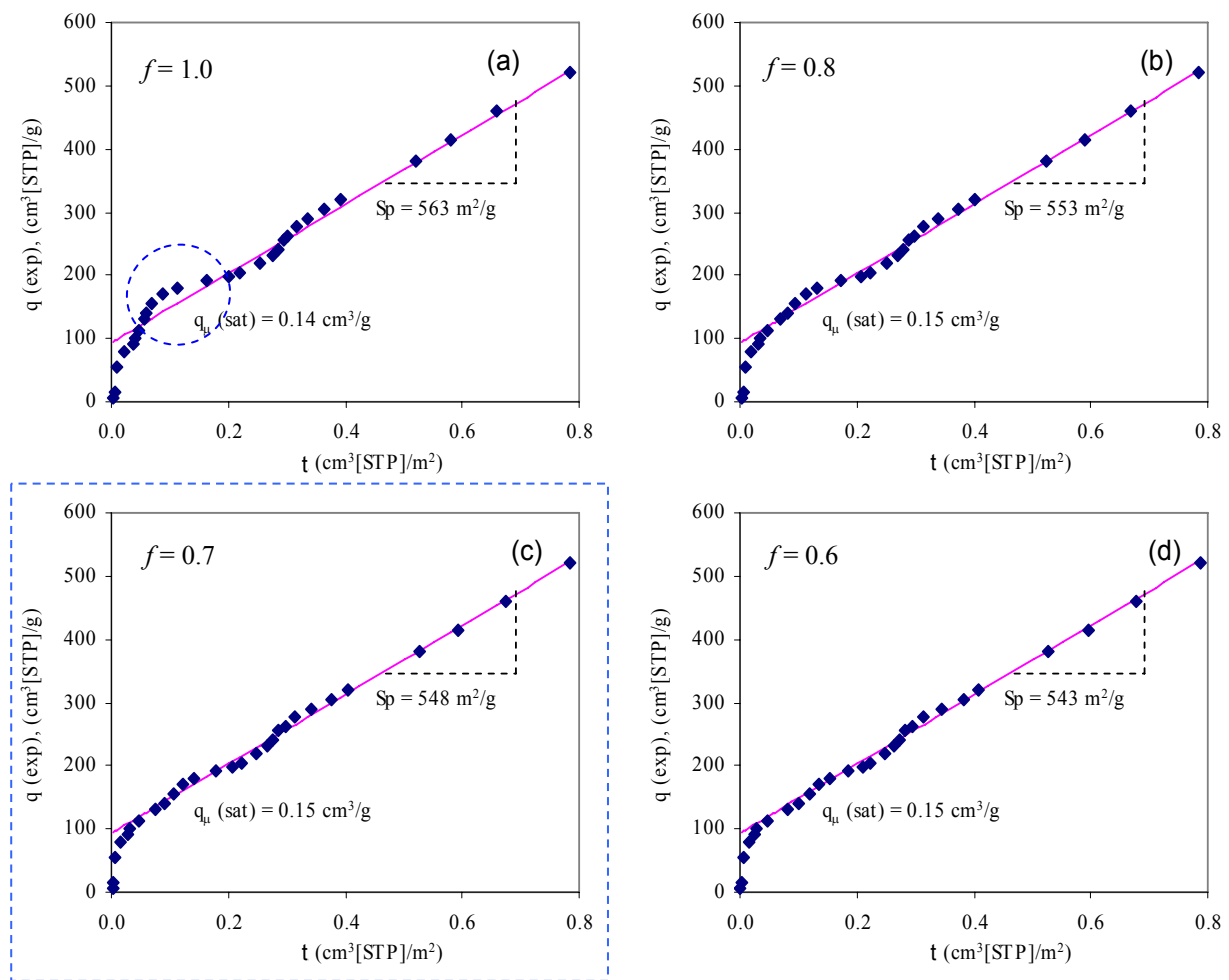 600
500
400
300
200
100
0
q (exp), (cm³[STP]/g)
f = 1.0
(a)
Sp = 563 m²/g
qμ (sat) = 0.14 cm³/g
0.0 0.2 0.4 0.6 0.8
t (cm³[STP]/m²)
600
500
400
300
200
100
0
q (exp), (cm³[STP]/g)
f = 0.8
(b)
Sp = 553 m²/g
qμ (sat) = 0.15 cm³/g
0.0 0.2 0.4 0.6 0.8
t (cm³[STP]/m²)
600
500
400
300
200
100
0
q (exp), (cm³[STP]/g)
f = 0.7
(c)
Sp = 548 m²/g
qμ (sat) = 0.15 cm³/g
0.0 0.2 0.4 0.6 0.8
t (cm³[STP]/m²)
600
500
400
300
200
100
0
q (exp), (cm³[STP]/g)
f = 0.6
(d)
Sp = 543 m²/g
qμ (sat) = 0.15 cm³/g
0.0 0.2 0.4 0.6 0.8
t (cm³[STP]/m²)